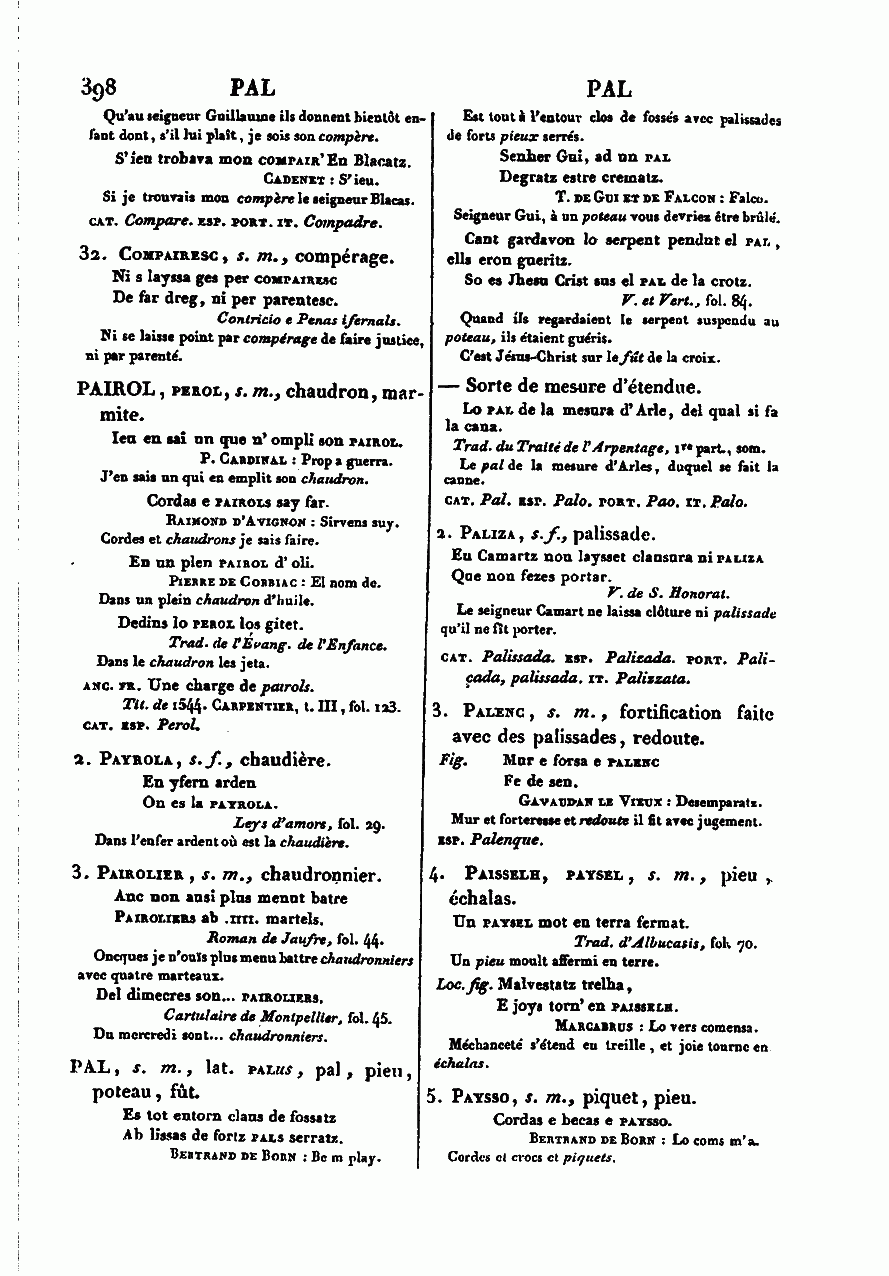 398 PAL PAL
Qu'au seigneur Guillaume ils donnent bientôt en-
fant dont, s'il lui plaît, je sois son compère.
S'ieu trobava mon COMPAIR' En Blacatz.
CADENET : S'ieu.
Si je trouvais mon compère le seigneur Blacas.
CAT. Compare. ESP. PORT. IT. Compadre.
32. COMPAIRESC, s. m., compérage.
Ni s layssa ges per COMPAIRESC
De far dreg, ni per parentesc.
Contricio e Penas ifernals.
Ni se laisse point par compérage de faire justice,
ni par parenté.
PAIROL, PEROL, s. m., chaudron, mar-
mite.
Ieu en sai un que n' ompli son PAIROL.
P. CARDINAL : Prop a guerra.
J'en sais un qui en emplit son chaudron.
Cordas e PAIROLS say far.
RAIMOND D'AVIGNON : Sirvens suy.
Cordes et chaudrons je sais faire.
En un plen PAIROL d' oli.
PIERRE DE CORBIAC : El nom de.
Dans un plein chaudron d'huile.
Dedins lo PEROL los gitet.
Trad. de l'Évang. de l'Enfance.
Dans le chaudron les jeta.
ANC. FR. Une charge de pairols.
Tit. de 1544. CARPENTIER, t. III, fol. 123.
CAT. ESP. Perol.
2. PAYROLA, s. f., chaudière.
En yfern arden
On es la PAYROLA.
Leys d'amors, fol. 29.
Dans l'enfer ardent où est la chaudière.
3. PAIROLIER, s. m., chaudronnier.
Anc non ausi plus menut batre
PAIROLIERS ab .IIII. martels.
Roman de Jaufre, fol. 44.
Oncques je n'ouïs plus menu battre chaudronniers
avec quatre marteaux.
Del dimecres son... PAIROLIERS.
Cartulaire de Montpellier, fol. 45.
Du mercredi sont... chaudronniers.
PAL, s. m., lat. PALUS, pal, pieu,
poteau, fût.
Es tot entorn claus de fossatz
Ab lissas de fortz PALS serratz.
BERTRAND DE BORN : Be m play.
Est tout à l'entour clos de fossés avec palissades
de forts pieux serrés.
Senher Gui, ad un PAL
Degratz estre crematz.
T. DE GUI ET DE FALCON : Falco.
Seigneur Gui, à un poteau vous devriez être brûlé.
Cant gardavon lo serpent pendut el PAL,
ells eron gueritz.
So es Jhesu Crist sus el PAL de la crotz.
V. et Vert., fol. 84.
Quand ils regardaient le serpent suspendu au
poteau, ils étaient guéris.
C'est Jésus-Christ sur le fût de la croix.
— Sorte de mesure d'étendue.
Lo PAL de la mesura d' Arle, del qual si fa
la cana.
Trad. du Traité de l'Arpentage, 1re part., som.
Le pal de la mesure d'Arles, duquel se fait la
canne.
CAT. Pal. ESP. Palo. PORT. Pao. IT. Palo.
2. PALIZA, s. f., palissade.
En Camartz non laysset clausura ni PALIZA
Que non fezes portar.
V. de S. Honorat.
Le seigneur Camart ne laissa clôture ni palissade
qu'il ne fît porter.
CAT. Palissada. ESP. Palizada. PORT. Pali-
çada, palissada. IT. Palizzata.
3. PALENC, s. m., fortification faite
avec des palissades, redoute.
Fig. Mur e forsa e PALENC
Fe de sen.
GAVAUDAN LE VIEUX : Desemparatz.
Mur et forteresse et redoute il fit avec jugement.
ESP. Palenque.
4. PAISSELH, PAYSEL, s. m., pieu,
échalas.
Un PAYSEL mot en terra fermat.
Trad. d'Albucasis, fol. 70.
Un pieu moult affermi en terre.
Loc. fig. Malvestatz trelha,
E joys torn' en PAISSELH.
MARCABRUS : Lo vers comensa.
Méchanceté s'étend en treille, et joie tourne en
échalas.
5. PAYSSO, s. m., piquet, pieu.
Cordas e becas e PAYSSO.
BERTRAND DE BORN : Lo coms m'a.
Cordes et crocs et piquets.